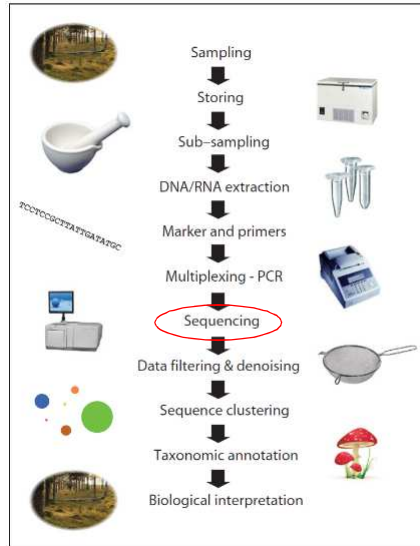 Sampling
Storing
Sub-sampling
DNA/RNA extraction
TCCTCCGCTTATTGATATGC
Marker and primers
Multiplexing - PCR
Sequencing
Data filtering & denoising
Sequence clustering
Taxonomic annotation
Biological interpretation